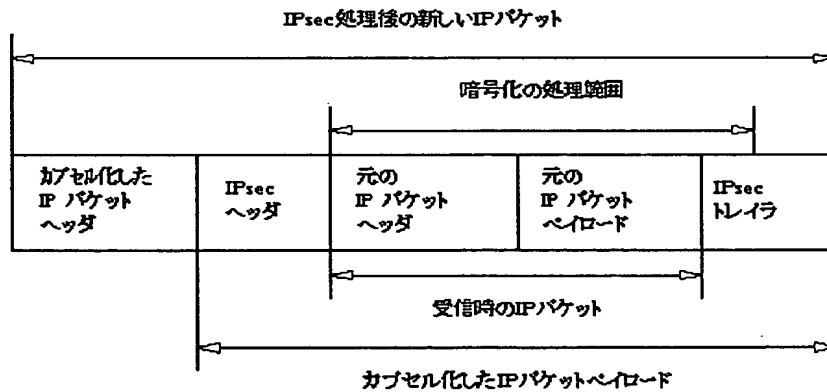 IPsec処理後の新しいIPパケット
暗号化の処理範囲
カプセル化した
IP パケット
ヘッダ
IPsec
ヘッダ
元の
IP パケット
ヘッダ
元の
IP パケット
ペイロード
IPsec
トレイラ
受信時のIPパケット
カプセル化したIPパケットペイロード